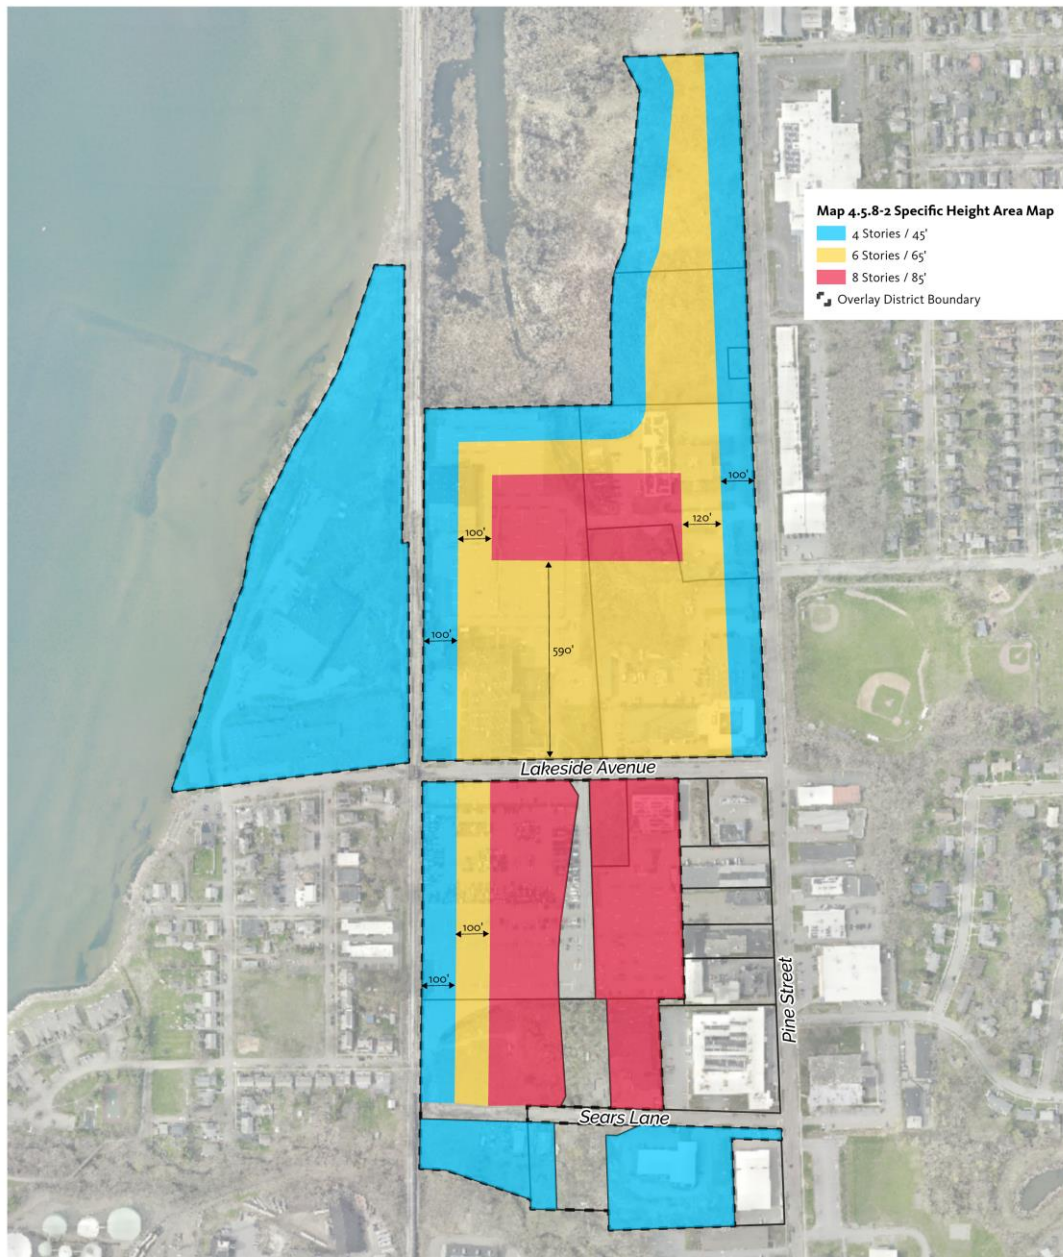 Map 4.5.8-2 Specific Height Area Map
4 Stories / 45'
6 Stories / 65'
8 Stories / 85'
Overlay District Boundary
100'
120'
100'
100'
590'
Lakeside Avenue
100'
100'
Pine Street
Sears Lane